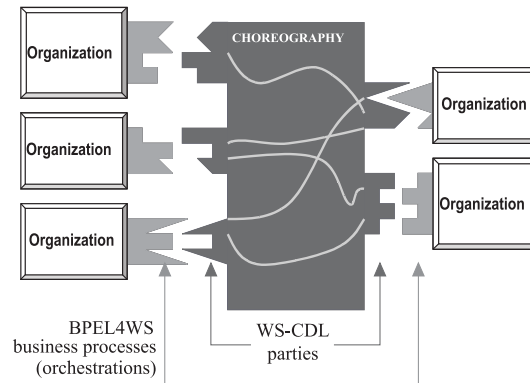 Organization
CHOREOGRAPHY
Organization
Organization
Organization
Organization
BPEL4WS
business processes
(orchestrations)
WS-CDL
parties